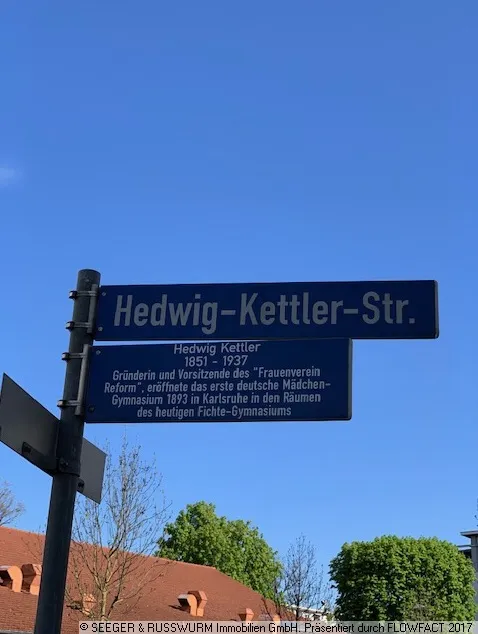 Hedwig-Kettler-Str.
Hedwig Kettler
1851 - 1937
Gründerin und Vorsitzende des "Frauenverein
Reform", eröffnete das erste deutsche Mädchen-
Gymnasium 1893 in Karlsruhe in den Räumen
des heutigen Fichte-Gymnasiums
© SEEGER & RUSSWURM Immobilien GmbH. Präsentiert durch FLOWFACT 2017